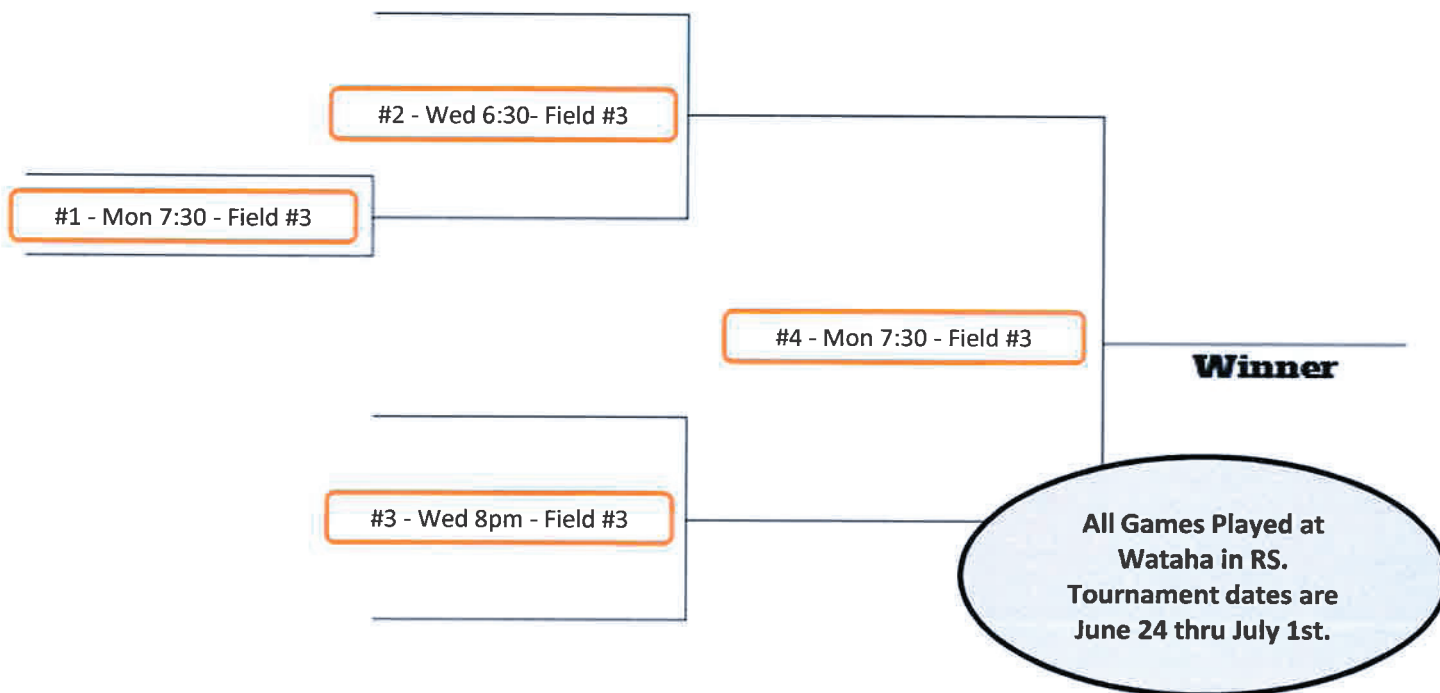 #2 - Wed 6:30- Field #3
#1 - Mon 7:30 - Field #3
#4 - Mon 7:30 - Field #3
Winner
#3 - Wed 8pm - Field #3
All Games Played at
Wataha in RS.
Tournament dates are
June 24 thru July 1st.